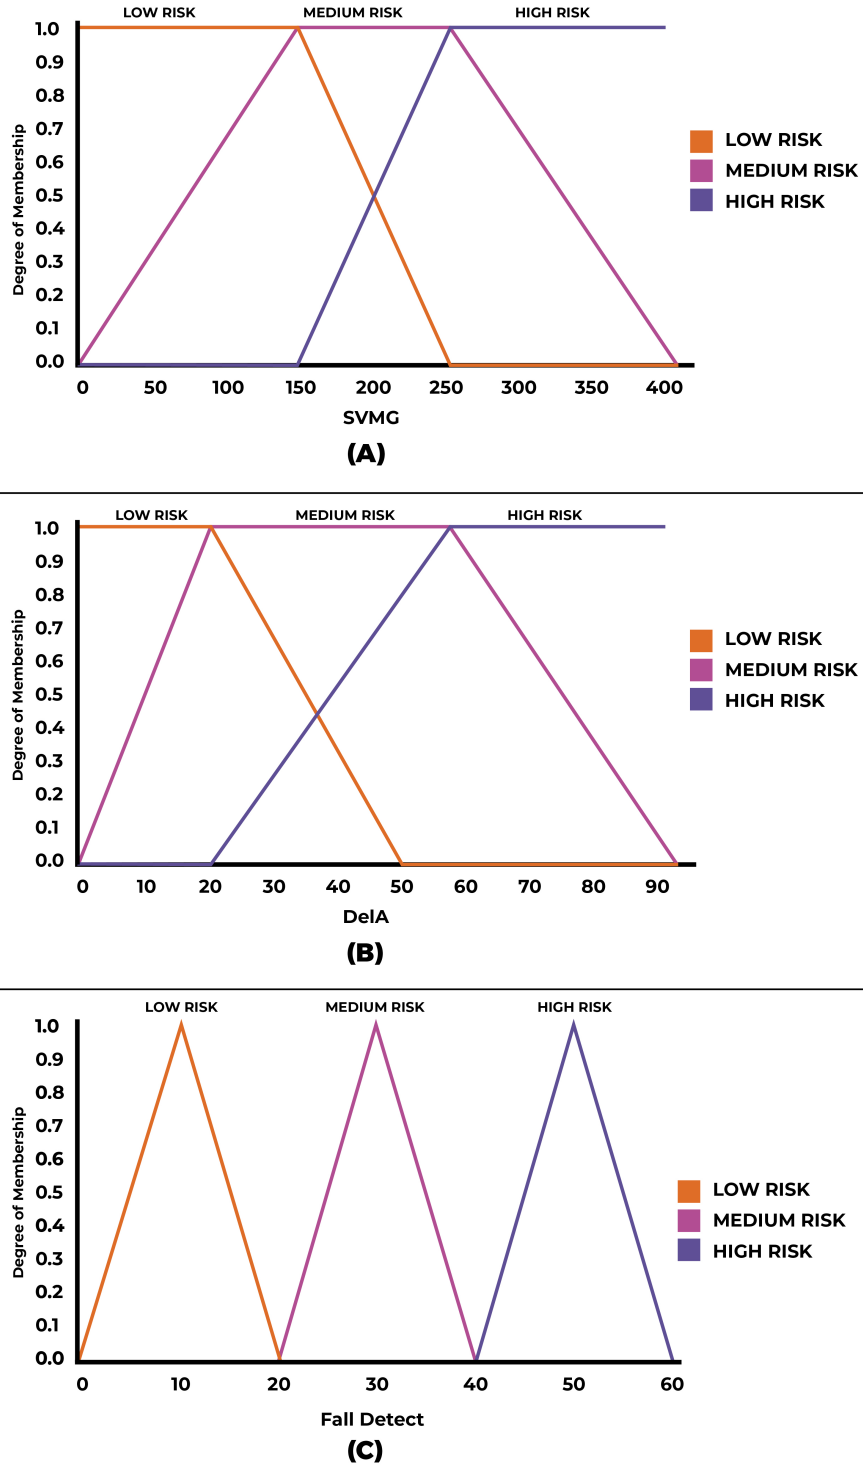 LOW RISK MEDIUM RISK HIGH RISK
1.0
0.9
0.8
0.7
0.6
0.5
0.4
0.3
0.2
0.1
0.0
Degree of Membership
LOW RISK
MEDIUM RISK
HIGH RISK
0 50 100 150 200 250 300 350 400
SVMG
(A)
LOW RISK MEDIUM RISK HIGH RISK
1.0
0.9
0.8
0.7
0.6
0.5
0.4
0.3
0.2
0.1
0.0
Degree of Membership
LOW RISK
MEDIUM RISK
HIGH RISK
0 10 20 30 40 50 60 70 80 90
DelA
(B)
LOW RISK MEDIUM RISK HIGH RISK
1.0
0.9
0.8
0.7
0.6
0.5
0.4
0.3
0.2
0.1
0.0
Degree of Membership
LOW RISK
MEDIUM RISK
HIGH RISK
0 10 20 30 40 50 60
Fall Detect
(C)